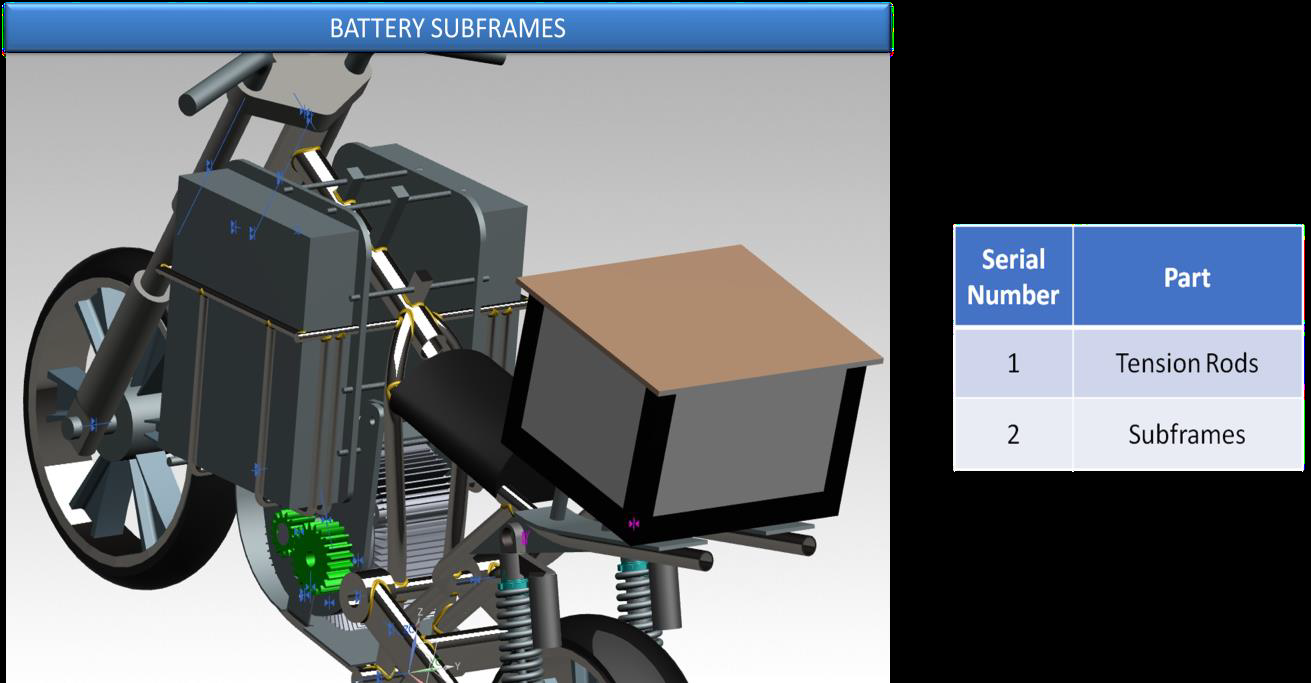 BATTERY SUBFRAMES
Serial Number
Part
1
Tension Rods
2
Subframes
Z
Y